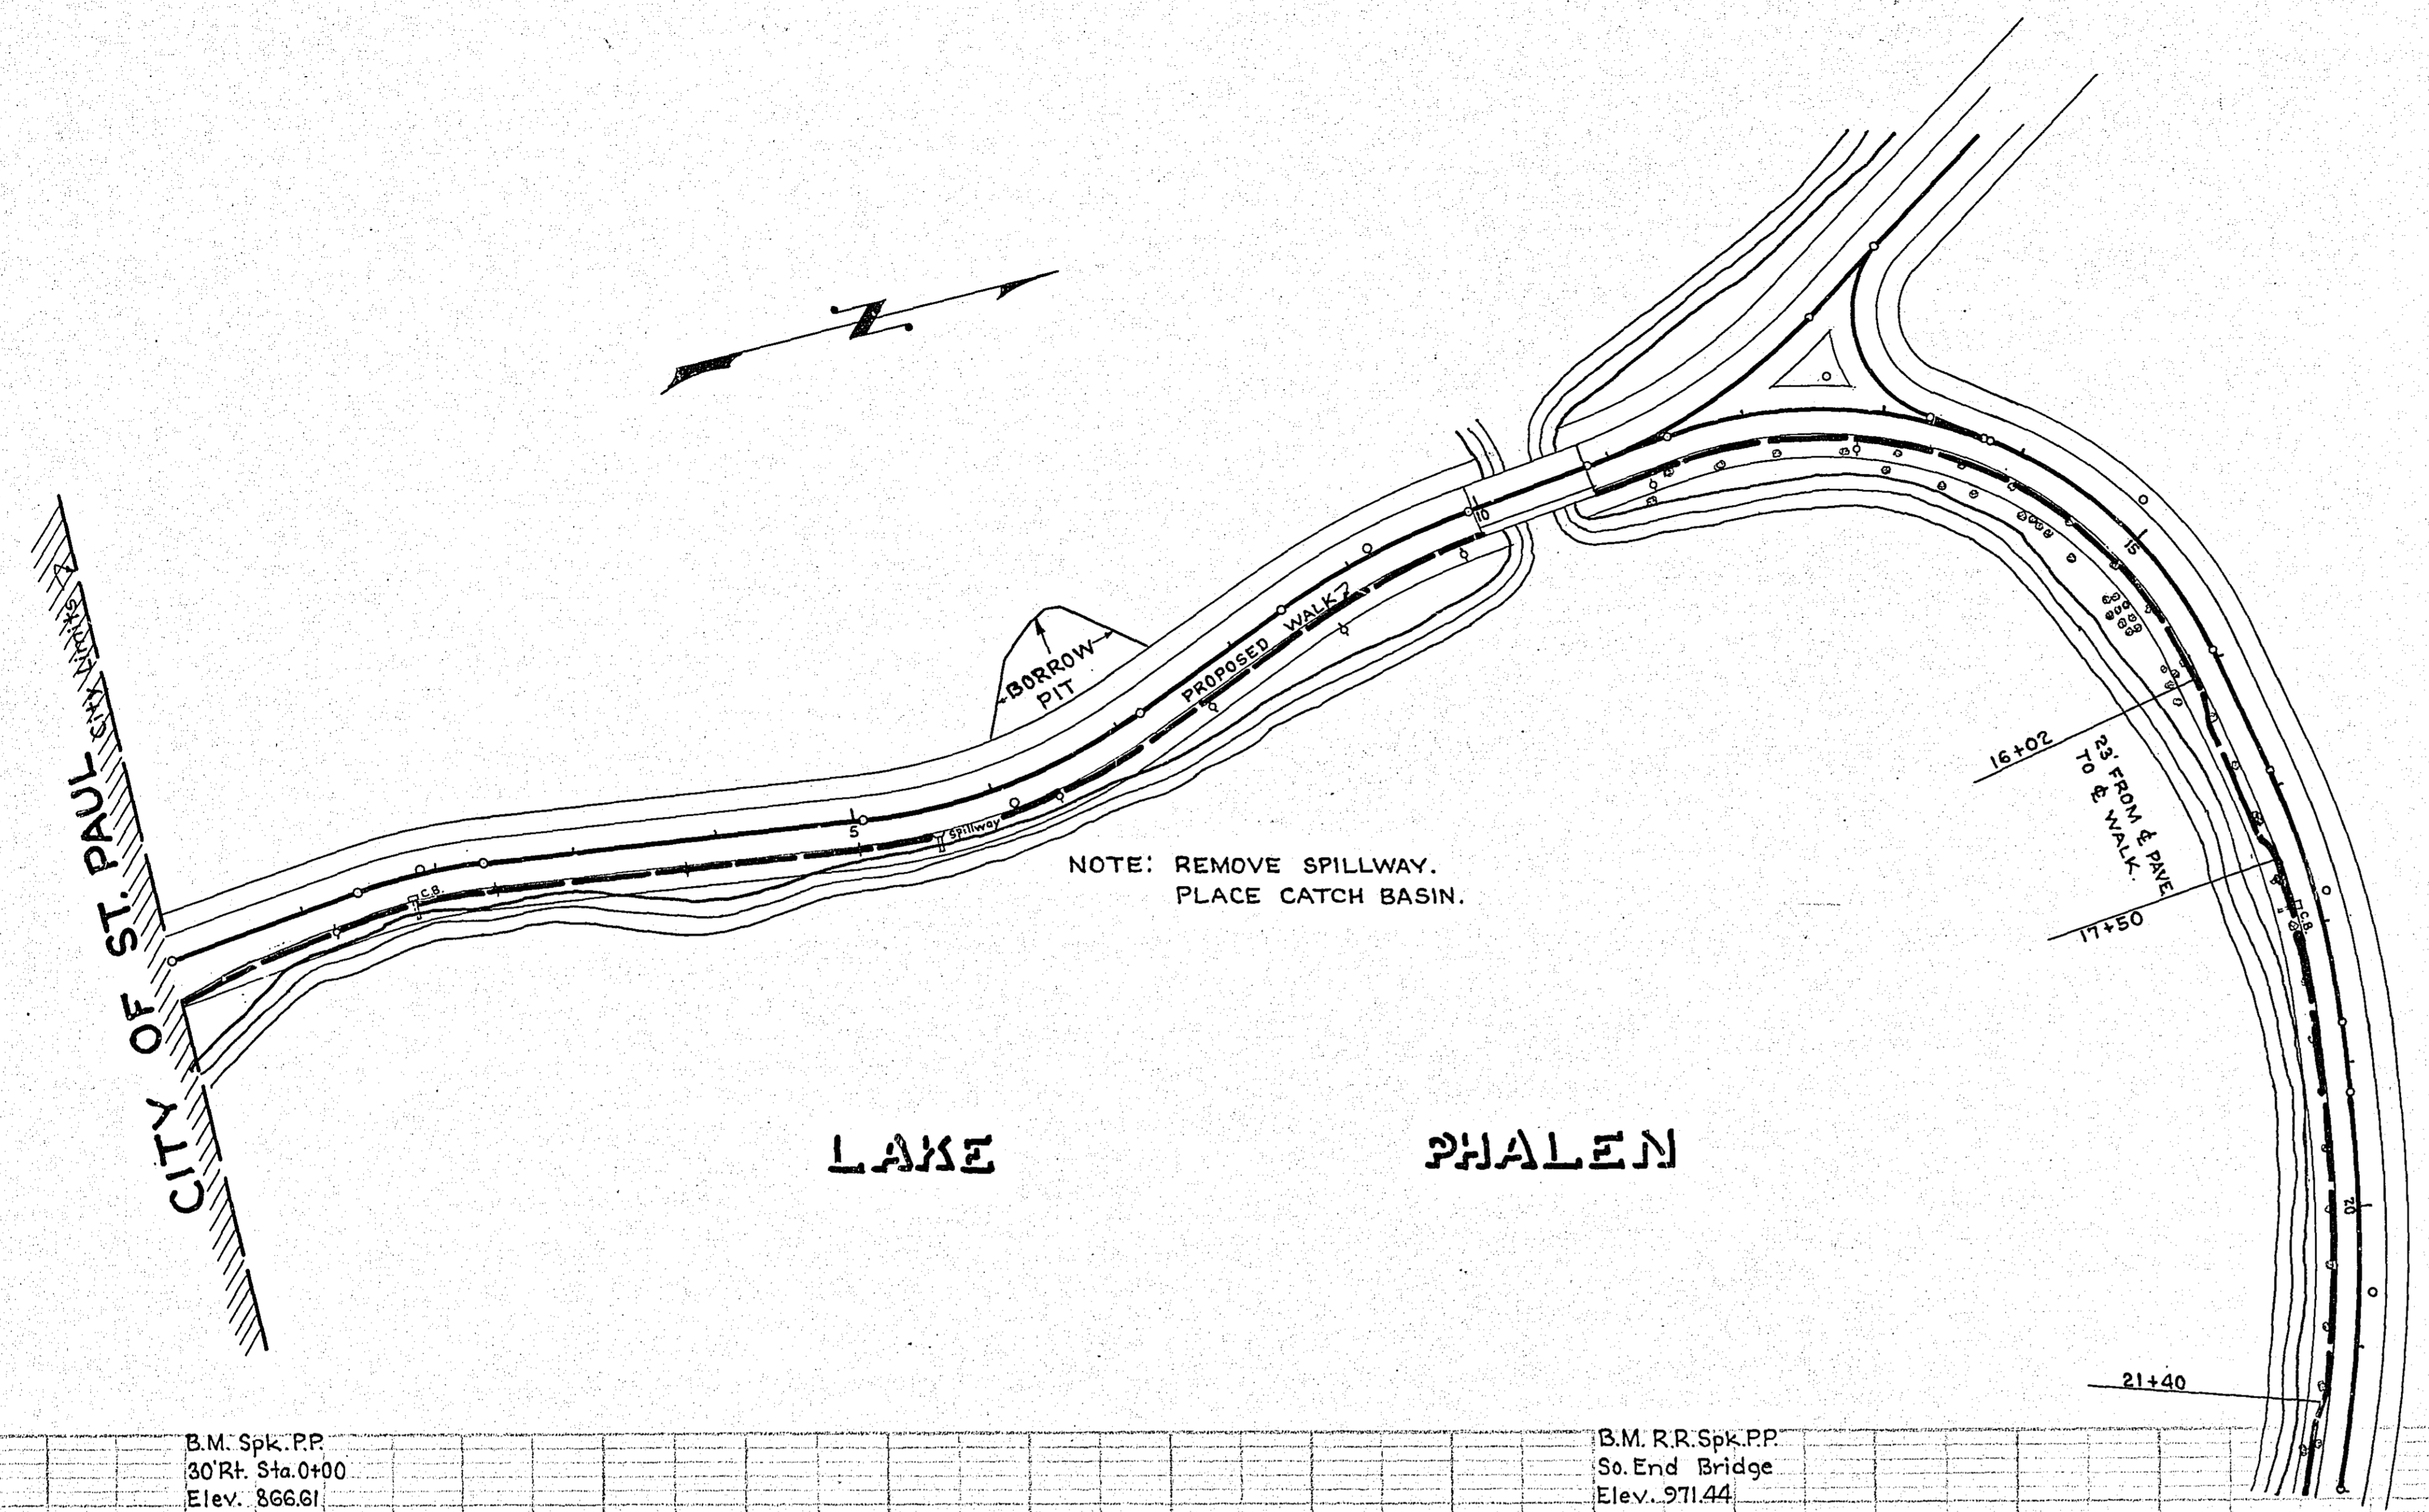 CITY OF ST. PAUL
City Limits
N
BORROW
PIT
PROPOSED WALK
10
15
5
Spillway
C.B.
NOTE: REMOVE SPILLWAY.
PLACE CATCH BASIN.
16+02
23' FROM ℄ PAVE.
TO ℄ WALK.
17+50
C.B.
20
21+40
LAKE PHALEN
B.M. Spk. P.P.
30' Rt. Sta. 0+00
Elev. 866.61
B.M. R.R. Spk. P.P.
So. End Bridge
Elev. 971.44